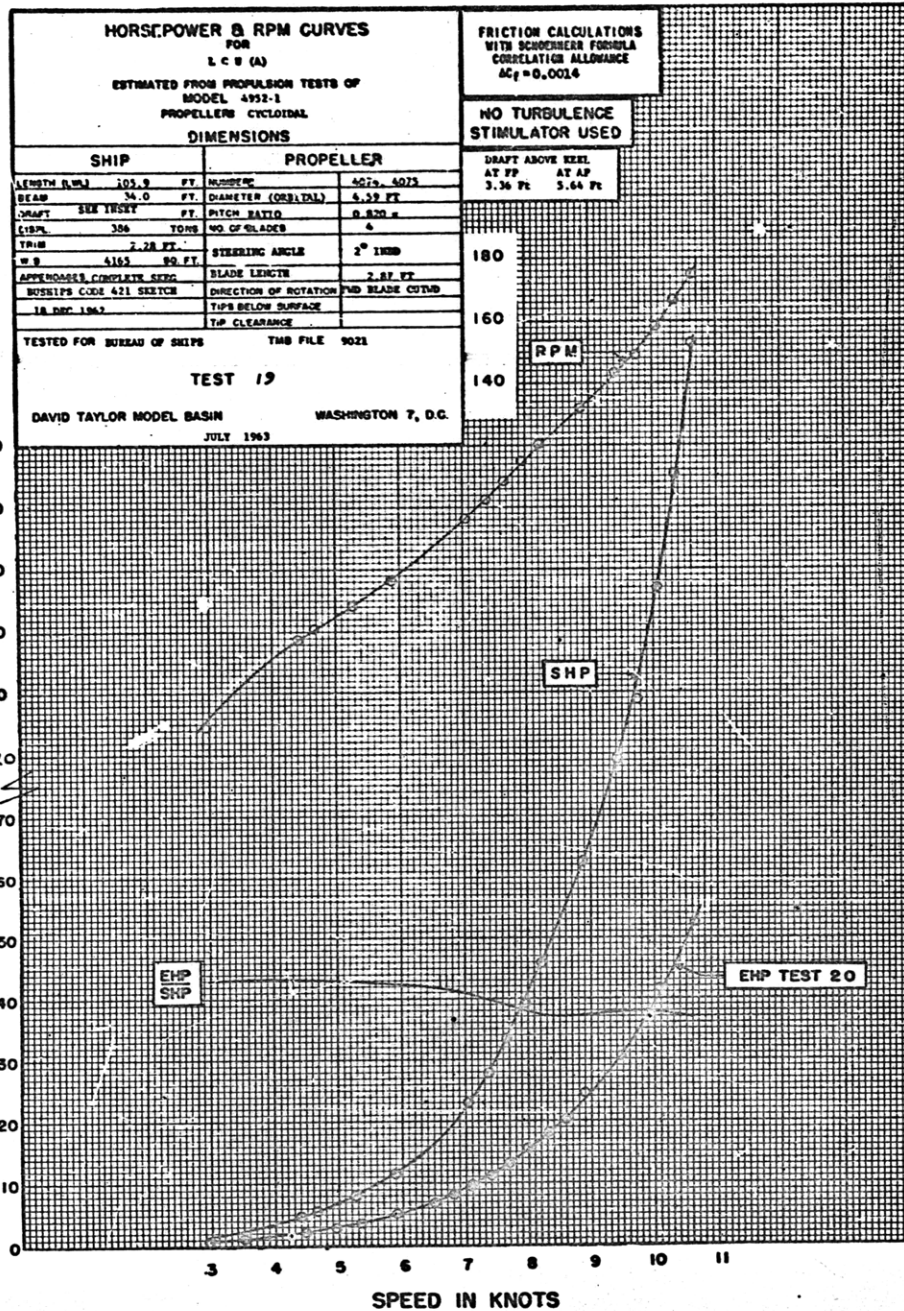 HORSEPOWER & RPM CURVES
FOR
L C U (A)
ESTIMATED FROM PROPULSION TESTS OF
MODEL 4952-1
PROPELLERS CYCLOIDAL
DIMENSIONS
SHIP PROPELLER
LENGTH (LWL) 105.9 FT. NUMBERS 4074, 4075
BEAM 34.0 FT. DIAMETER (ORBITAL) 4.59 FT
DRAFT SEE INSET FT. PITCH RATIO 0.820
DISPL. 386 TONS NO. OF BLADES 4
TRIM 2.28 FT. STEERING ANGLE 2°
W S 4165 SQ. FT.
APPENDAGES COMPLETE BLADE LENGTH 2.87 FT
BUSHIPS CODE 421 SKETCH DIRECTION OF ROTATION FWD BLADE OUTWD
18 DEC 1962 TIPS BELOW SURFACE
TIP CLEARANCE
TESTED FOR BUREAU OF SHIPS TMB FILE 9021
TEST 19
DAVID TAYLOR MODEL BASIN WASHINGTON 7, D.C.
JULY 1963
FRICTION CALCULATIONS
WITH SCHOENHERR FORMULA
CORRELATION ALLOWANCE
ΔCf = 0.0014
NO TURBULENCE
STIMULATOR USED
DRAFT ABOVE KEEL
AT FP AT AP
3.36 Ft 5.64 Ft
180
160
RPM
140
SHP
EHP
SHP
EHP TEST 20
70
60
50
40
30
20
10
0
3 4 5 6 7 8 9 10 11
SPEED IN KNOTS